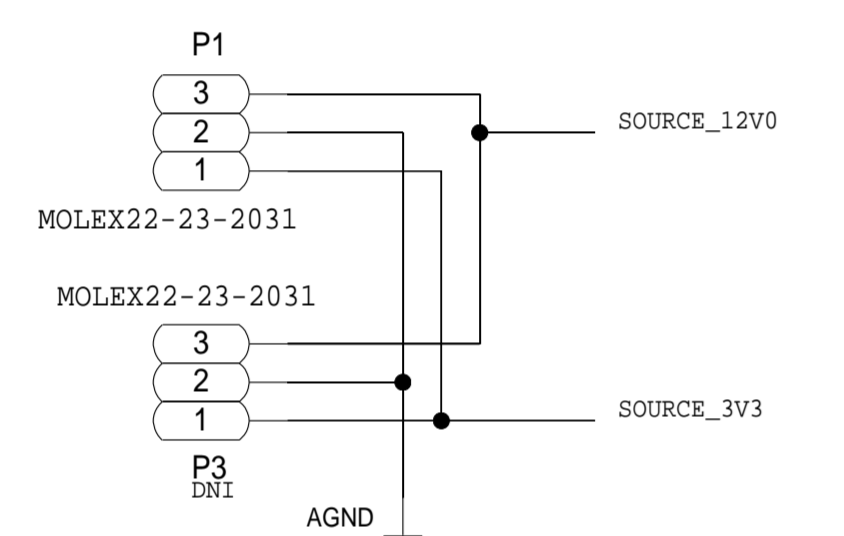 P1
3
SOURCE_12V0
2
1
MOLEX22-23-2031
MOLEX22-23-2031
3
2
SOURCE_3V3
1
P3
DNI
AGND